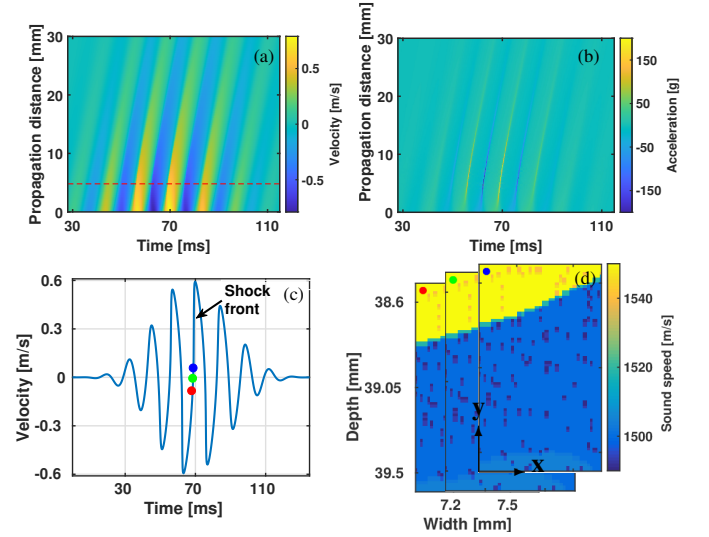 (a)
30
20
10
0
30
70
110
Propagation distance [mm]
Time [ms]
0.5
0
-0.5
Velocity [m/s]
(b)
30
20
10
0
30
70
110
Propagation distance [mm]
Time [ms]
150
50
-50
-150
Acceleration [g]
(c)
0.6
0.3
0
-0.3
-0.6
30
70
110
Velocity [m/s]
Time [ms]
Shock
front
(d)
38.6
39.05
39.5
7.2
7.5
Depth [mm]
Width [mm]
y
x
1540
1520
1500
Sound speed [m/s]